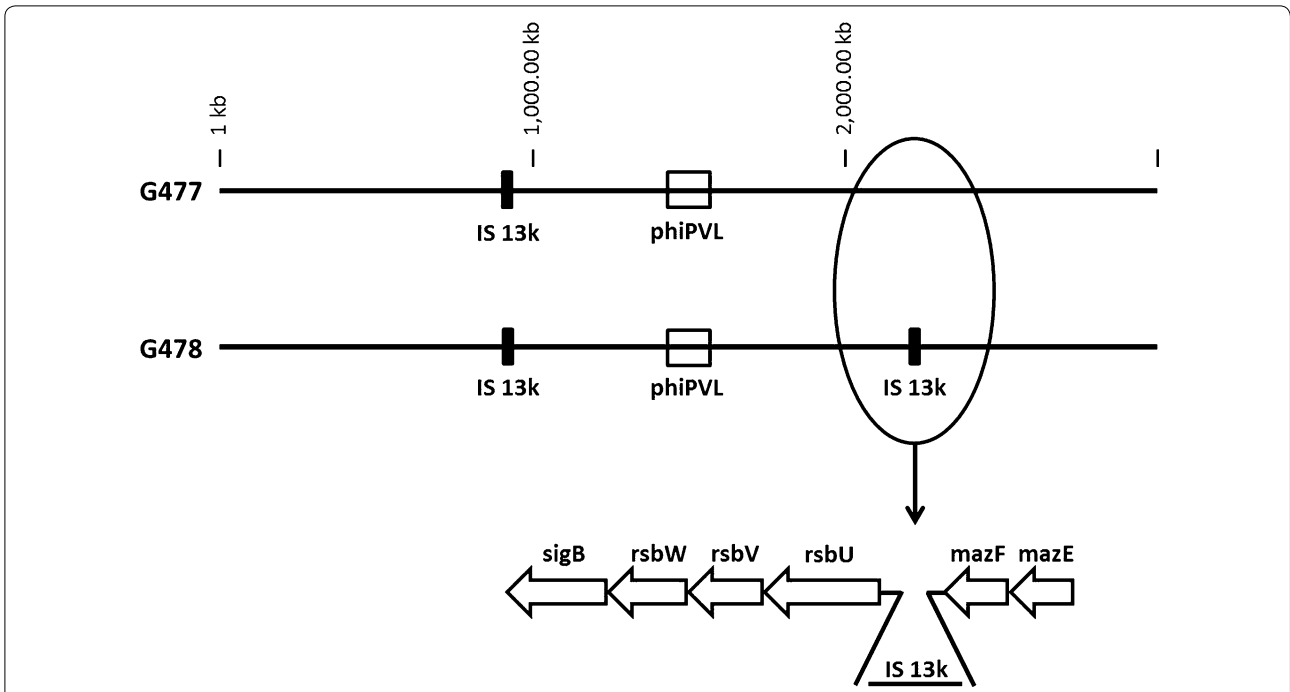 1 kb
1,000.00 kb
2,000.00 kb
G477
IS 13k
phiPVL
G478
IS 13k
phiPVL
IS 13k
sigB
rsbW
rsbV
rsbU
mazF
mazE
IS 13k